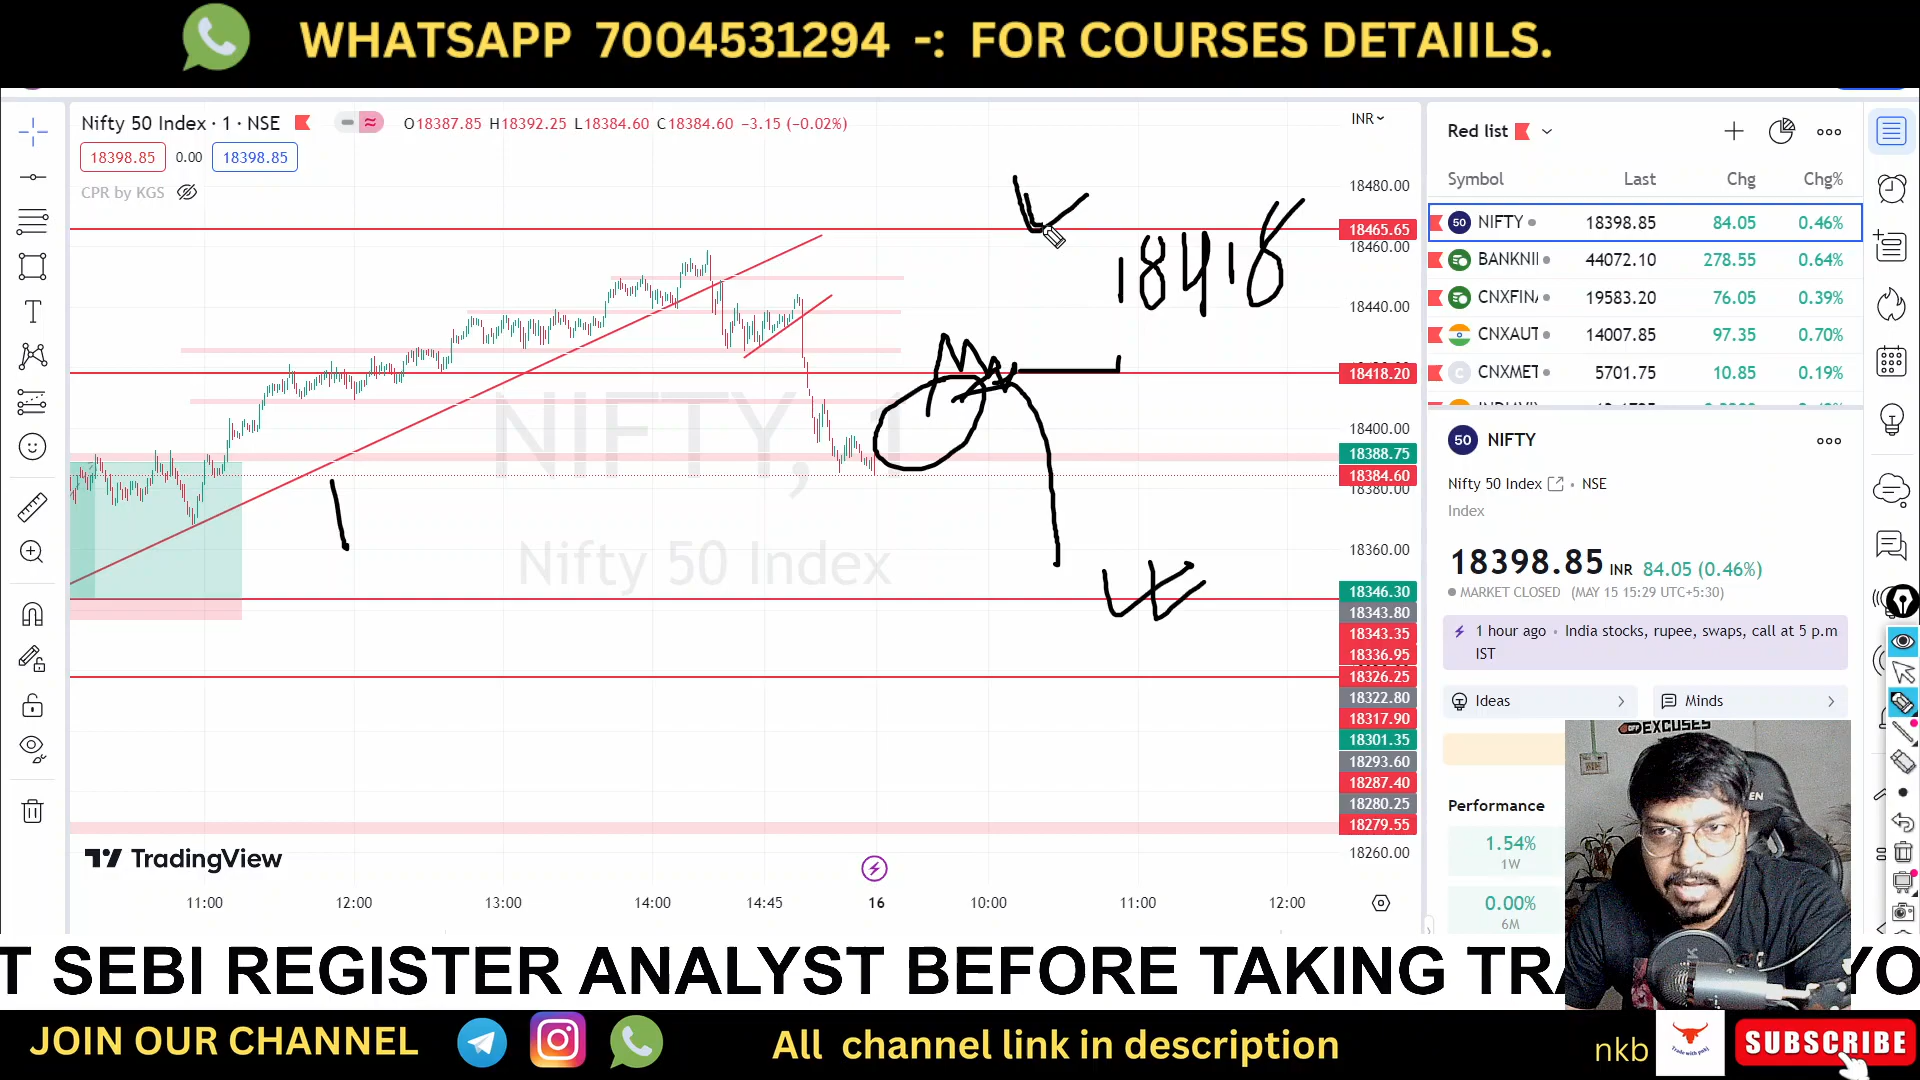 WHATSAPP 7004531294 -: FOR COURSES DETAIILS.
Nifty 50 Index · 1 · NSE
O18387.85 H18392.25 L18384.60 C18384.60 −3.15 (−0.02%)
18398.85 0.00 18398.85
CPR by KGS
INR
18480.00
18465.65
18460.00
18440.00
18418.20
18400.00
18388.75
18384.60
18380.00
18360.00
18346.30
18343.80
18343.35
18336.95
18326.25
18322.80
18317.90
18301.35
18293.60
18287.40
18280.25
18279.55
18260.00
18418
NIFTY, 1
Nifty 50 Index
TradingView
11:00 12:00 13:00 14:00 14:45 16 10:00 11:00 12:00
Red list
Symbol Last Chg Chg%
50 NIFTY 18398.85 84.05 0.46%
BANKNI 44072.10 278.55 0.64%
CNXFIN 19583.20 76.05 0.39%
CNXAUT 14007.85 97.35 0.70%
C CNXMET 5701.75 10.85 0.19%
50 NIFTY
Nifty 50 Index · NSE
Index
18398.85 INR 84.05 (0.46%)
MARKET CLOSED (MAY 15 15:29 UTC+5:30)
1 hour ago · India stocks, rupee, swaps, call at 5 p.m
IST
Ideas Minds
Performance
1.54%
1W
0.00%
6M
EXCUSES
T SEBI REGISTER ANALYST BEFORE TAKING TRA YO
JOIN OUR CHANNEL
All channel link in description
nkb
SUBSCRIBE